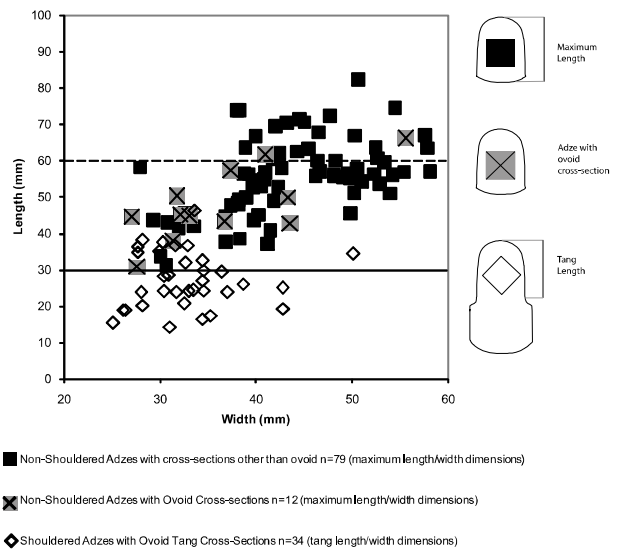 100
90
80
70
60
50
40
30
20
10
0
Length (mm)
20
30
40
50
60
Width (mm)
Maximum
Length
Adze with
ovoid
cross-section
Tang
Length
Non-Shouldered Adzes with cross-sections other than ovoid n=79 (maximum length/width dimensions)
Non-Shouldered Adzes with Ovoid Cross-sections n=12 (maximum length/width dimensions)
Shouldered Adzes with Ovoid Tang Cross-Sections n=34 (tang length/width dimensions)